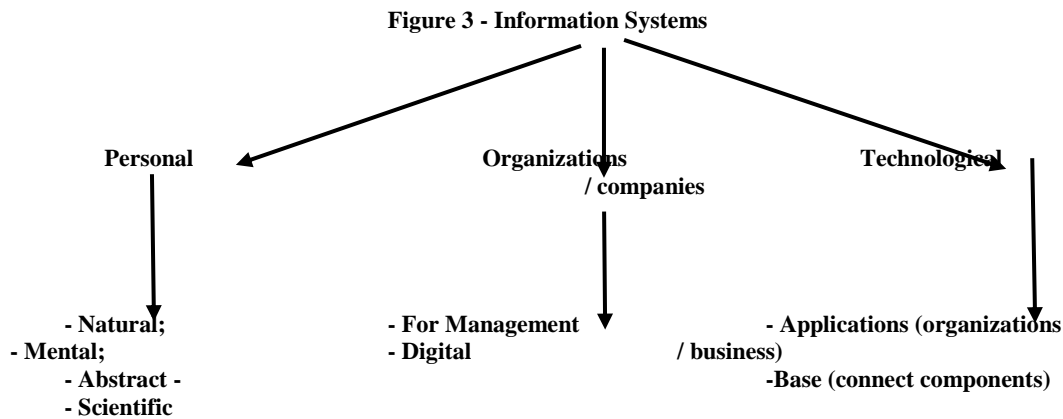 Figure 3 - Information Systems
Personal
Organizations
/ companies
Technological
- Natural;
- Mental;
- Abstract -
- Scientific
- For Management
- Digital
- Applications (organizations
/ business)
-Base (connect components)